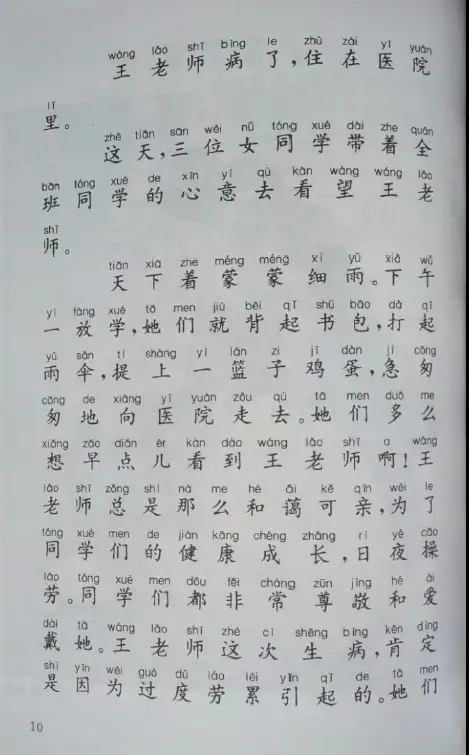 wáng lǎo shī bìng le zhù zài yī yuàn
王老师病了,住在医院
lǐ
里。
zhè tiān sān wèi nǚ tóng xué dài zhe quán
这天,三位女同学带着全
bān tóng xué de xīn yì qù kàn wàng wáng lǎo
班同学的心意去看望王老
shī
师。
tiān xià zhe méng méng xì yǔ xià wǔ
天下着蒙蒙细雨。下午
yí fàng xué tā men jiù bēi qǐ shū bāo dǎ qǐ
一放学,她们就背起书包,打起
yǔ sǎn tí shàng yì lán zi jī dàn jí cōng
雨伞,提上一篮子鸡蛋,急匆
cōng de xiàng yī yuàn zǒu qù tā men duō me
匆地向医院走去。她们多么
xiǎng zǎo diǎn ér kàn dào wáng lǎo shī a wáng
想早点儿看到王老师啊!王
lǎo shī zǒng shì nà me hé ǎi kě qīn wèi le
老师总是那么和蔼可亲,为了
tóng xué men de jiàn kāng chéng zhǎng rì yè cāo
同学们的健康成长,日夜操
láo tóng xué men dōu fēi cháng zūn jìng hé ài
劳。同学们都非常尊敬和爱
dài tā wáng lǎo shī zhè cì shēng bìng kěn dìng
戴她。王老师这次生病,肯定
shì yīn wèi guò dù láo lèi yǐn qǐ de tā men
是因为过度劳累引起的。她们
10